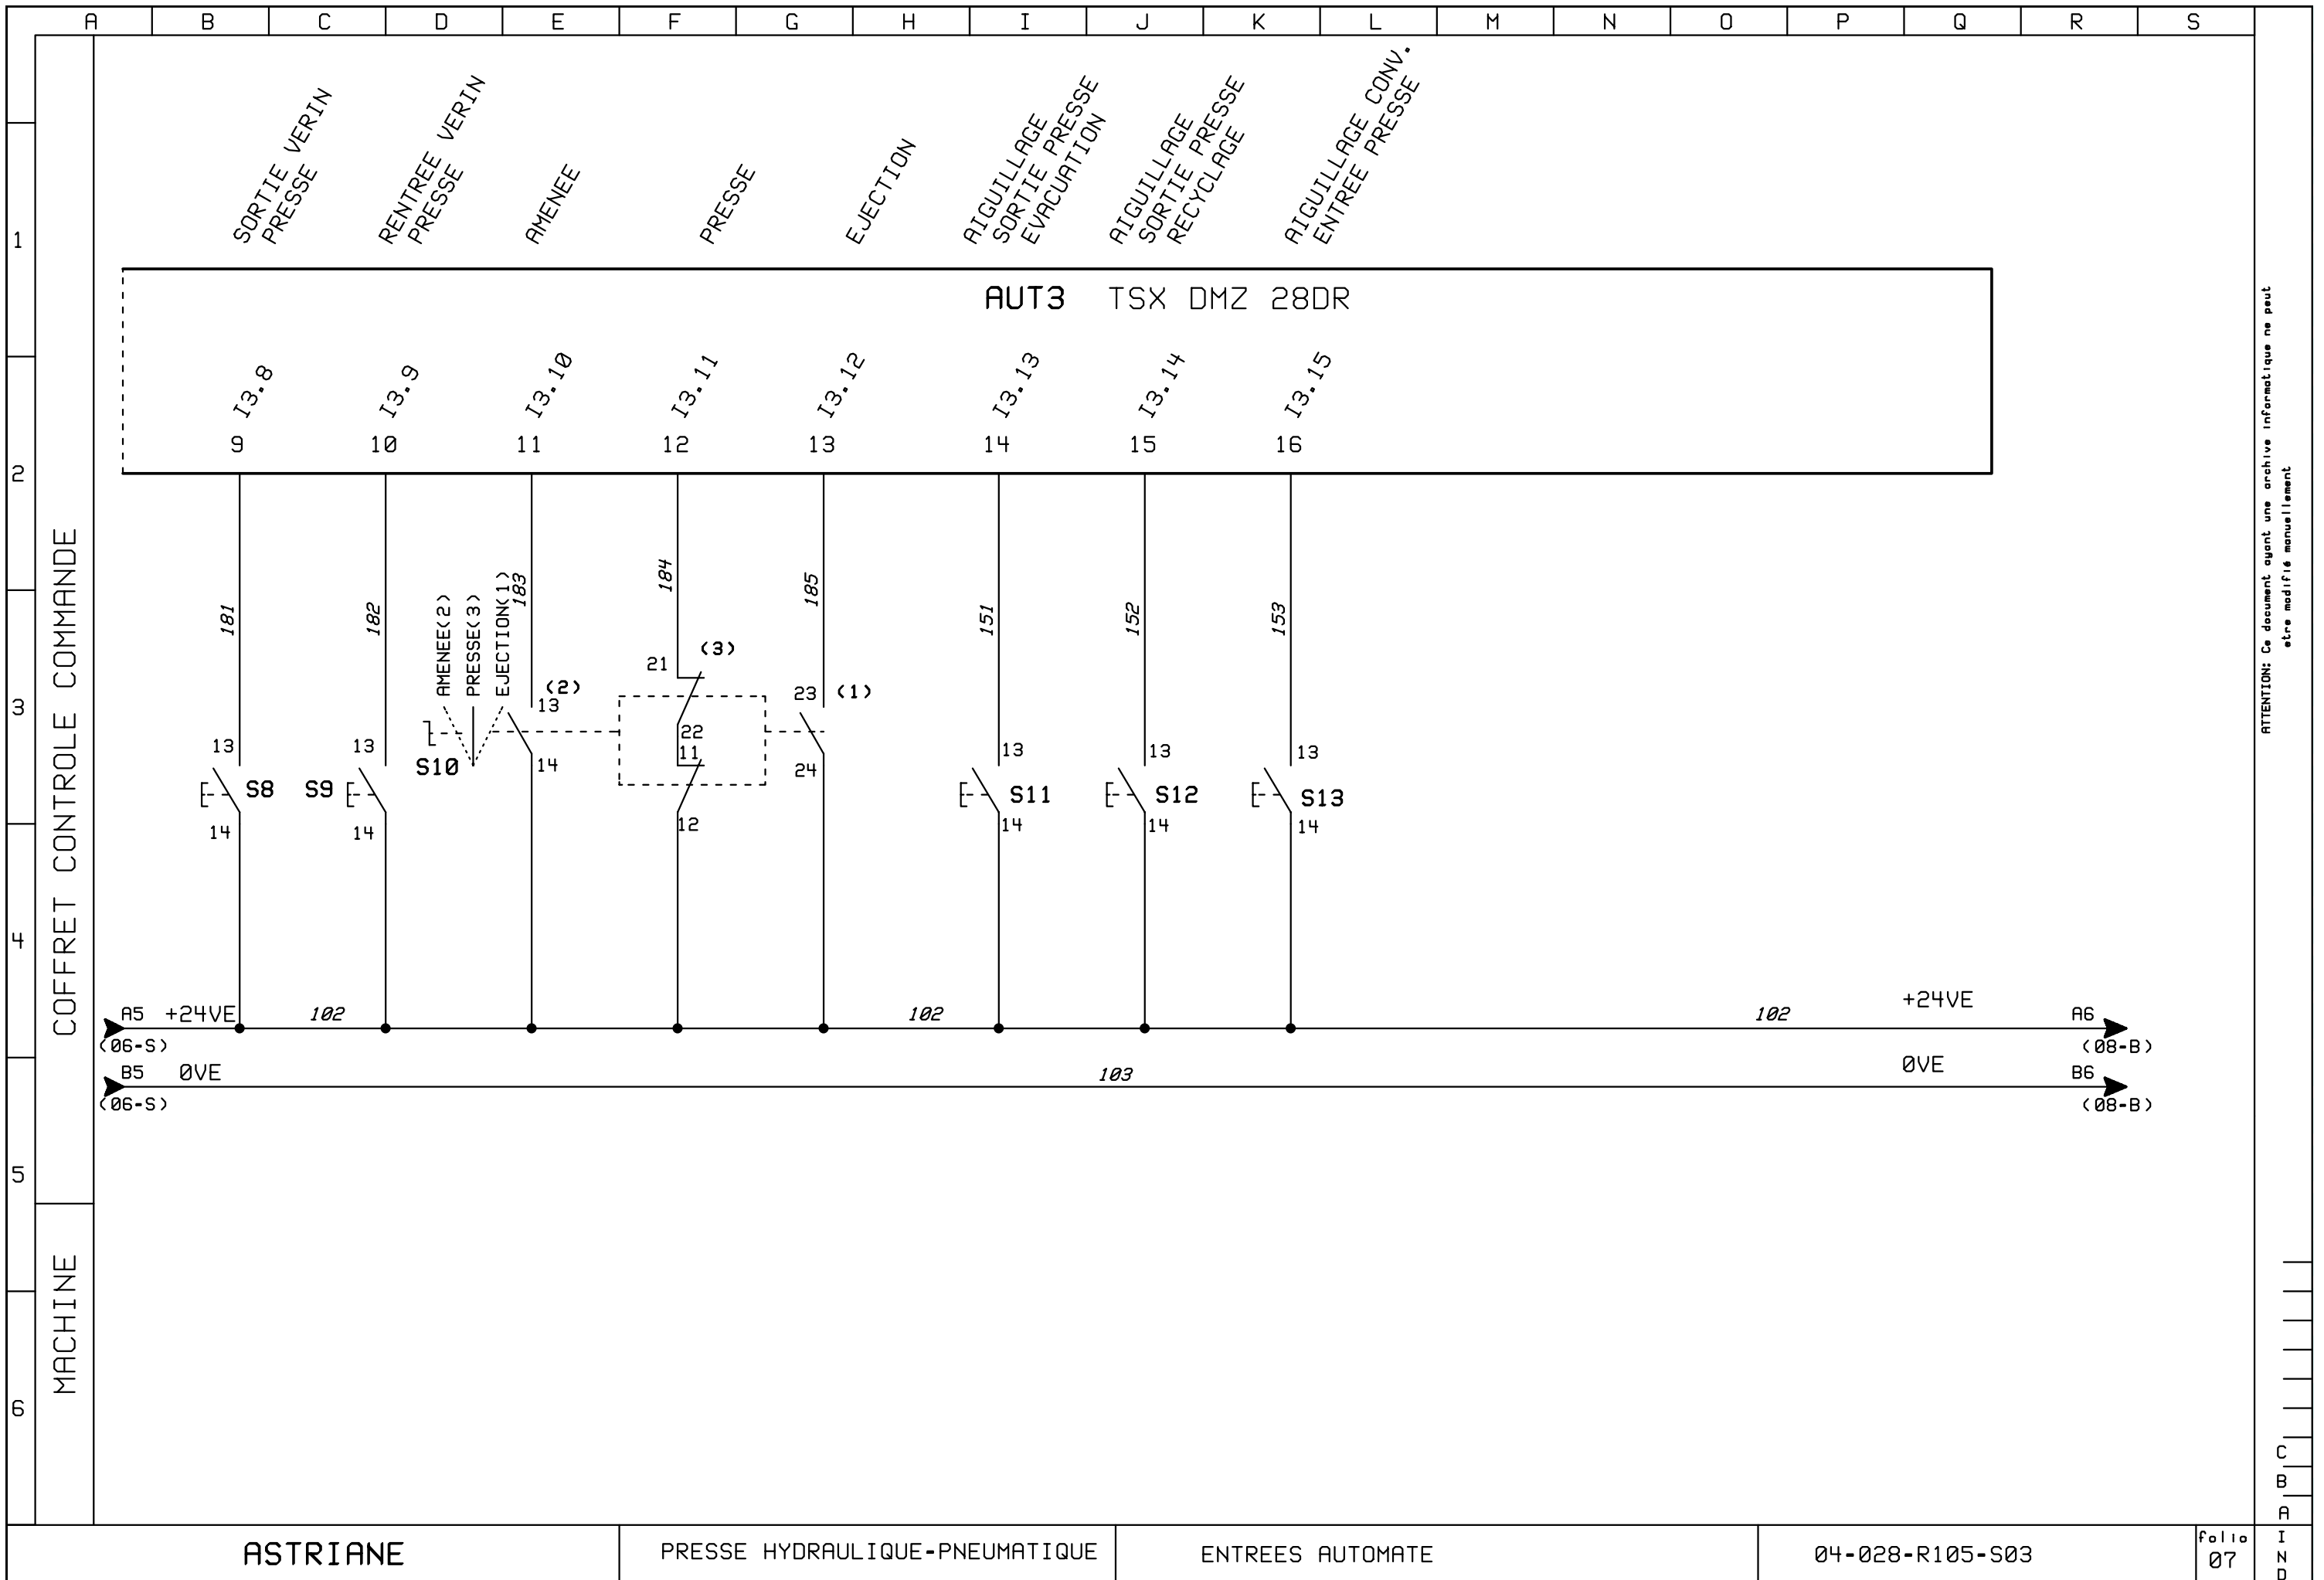 A B C D E F G H I J K L M N O P Q R S
SORTIE VERIN
PRESSE
RENTREE VERIN
PRESSE
AMENEE
PRESSE
EJECTION
AIGUILLAGE
SORTIE PRESSE
EVACUATION
AIGUILLAGE
SORTIE PRESSE
RECYCLAGE
AIGUILLAGE CONV.
ENTREE PRESSE
1
AUT3 TSX DMZ 28DR
I3.8 I3.9 I3.10 I3.11 I3.12 I3.13 I3.14 I3.15
9 10 11 12 13 14 15 16
2
COFFRET CONTROLE COMMANDE
181 182 183 184 185 151 152 153
AMENEE(2)
PRESSE(3)
EJECTION(1)
3
13 S8 14
S9 13 14
S10
(2) 13 14
21 (3) 22
11 12
23 (1) 24
13 S11 14
13 S12 14
13 S13 14
4
A5 +24VE 102 102 102 +24VE A6
(06-S) (08-B)
B5 0VE 103 0VE B6
(06-S) (08-B)
5
MACHINE
6
ATTENTION: Ce document ayant une archive informatique ne peut
etre modifié manuellement
C
B
A
IND
ASTRIANE
PRESSE HYDRAULIQUE-PNEUMATIQUE
ENTREES AUTOMATE
04-028-R105-S03
folio
07